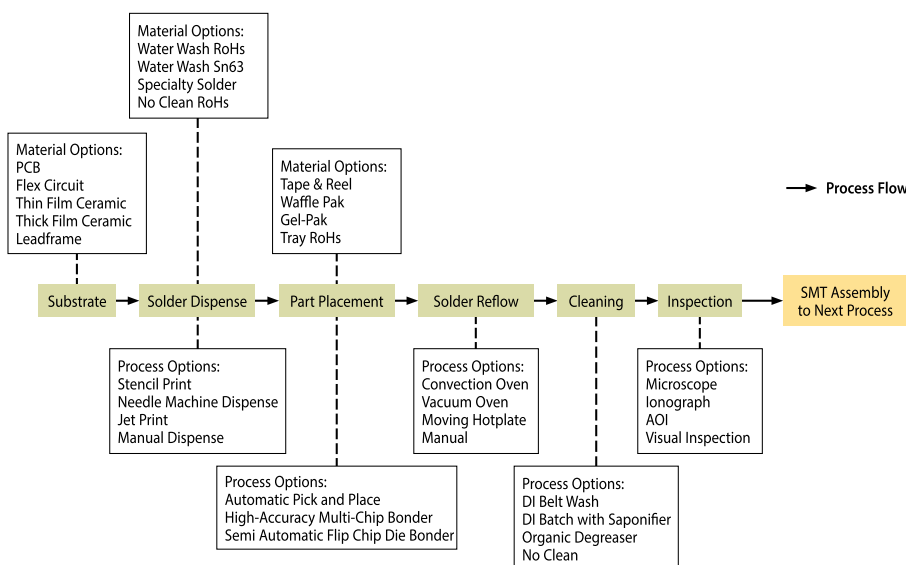 Material Options:
Water Wash RoHs
Water Wash Sn63
Specialty Solder
No Clean RoHs
Material Options:
PCB
Flex Circuit
Thin Film Ceramic
Thick Film Ceramic
Leadframe
Material Options:
Tape & Reel
Waffle Pak
Gel-Pak
Tray RoHs
Process Flow
Substrate
Solder Dispense
Part Placement
Solder Reflow
Cleaning
Inspection
SMT Assembly
to Next Process
Process Options:
Stencil Print
Needle Machine Dispense
Jet Print
Manual Dispense
Process Options:
Automatic Pick and Place
High-Accuracy Multi-Chip Bonder
Semi Automatic Flip Chip Die Bonder
Process Options:
Convection Oven
Vacuum Oven
Moving Hotplate
Manual
Process Options:
DI Belt Wash
DI Batch with Saponifier
Organic Degreaser
No Clean
Process Options:
Microscope
Ionograph
AOI
Visual Inspection